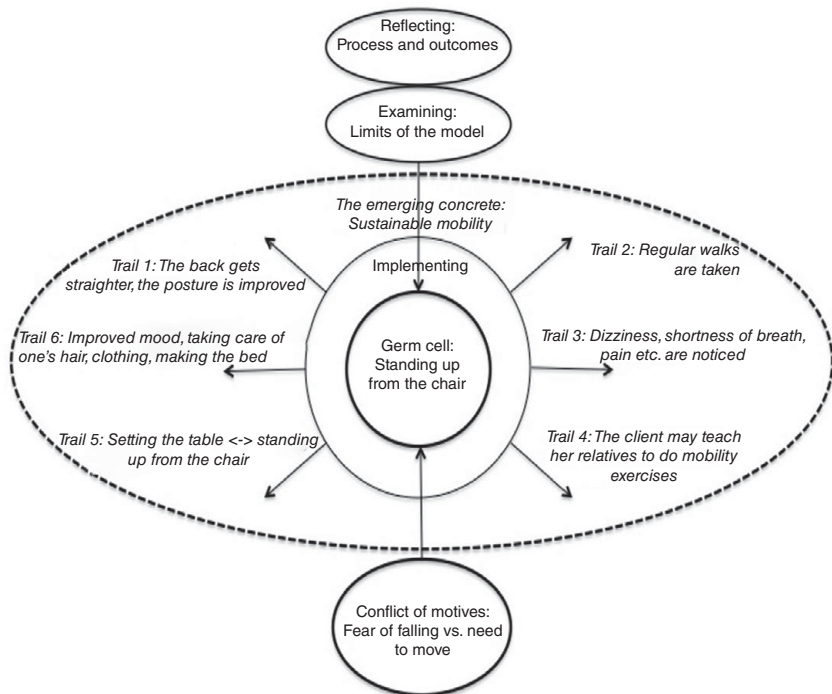 Reflecting:
Process and outcomes
Examining:
Limits of the model
The emerging concrete:
Sustainable mobility
Implementing
Trail 1: The back gets
straighter, the posture is improved
Trail 2: Regular walks
are taken
Trail 6: Improved mood, taking care of
one's hair, clothing, making the bed
Germ cell:
Standing up
from the chair
Trail 3: Dizziness, shortness of breath,
pain etc. are noticed
Trail 5: Setting the table <-> standing
up from the chair
Trail 4: The client may teach
her relatives to do mobility
exercises
Conflict of motives:
Fear of falling vs. need
to move